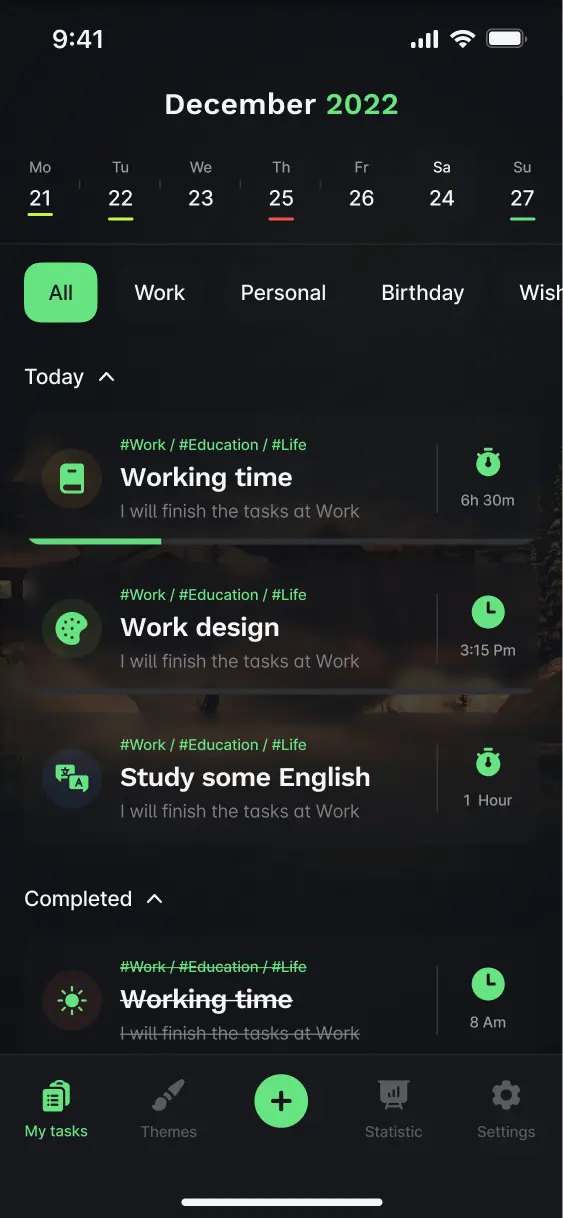 9:41
December 2022
Mo Tu We Th Fr Sa Su
21 22 23 25 26 24 27
All Work Personal Birthday Wish
Today
#Work / #Education / #Life
Working time
I will finish the tasks at Work
6h 30m
#Work / #Education / #Life
Work design
I will finish the tasks at Work
3:15 Pm
#Work / #Education / #Life
Study some English
I will finish the tasks at Work
1 Hour
Completed
#Work / #Education / #Life
Working time
I will finish the tasks at Work
8 Am
My tasks Themes Statistic Settings